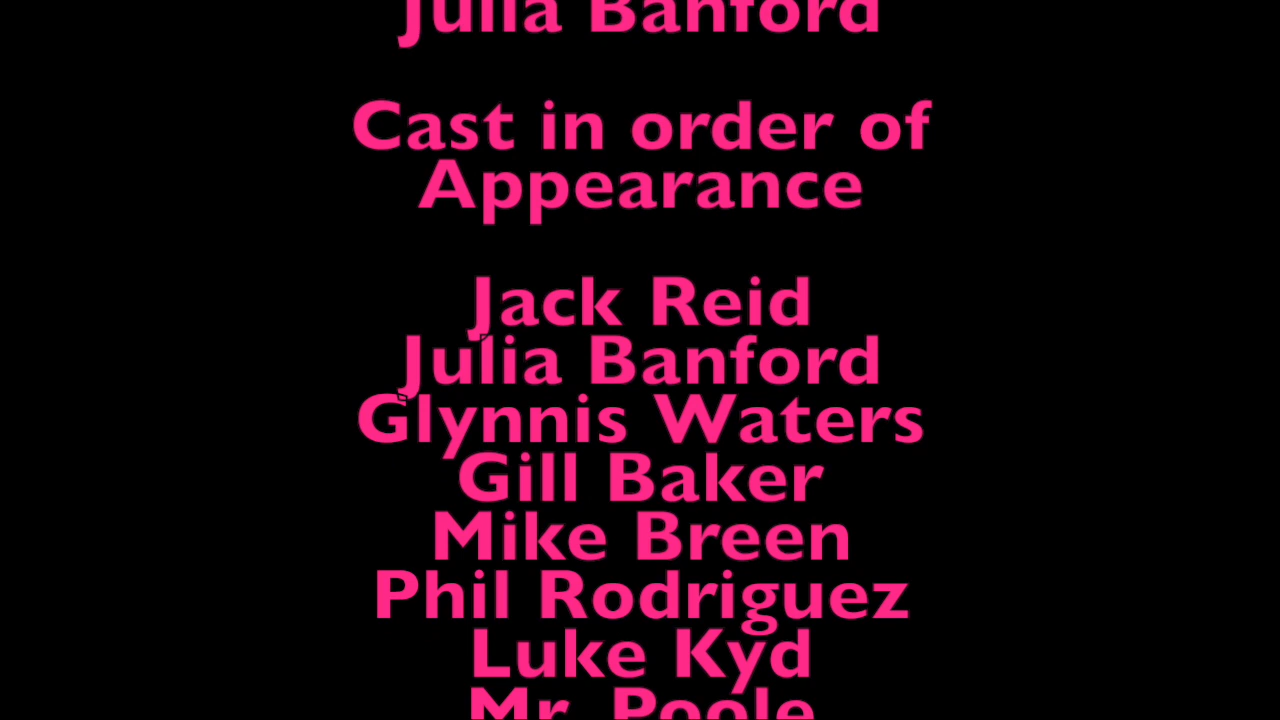 Julia Banford
Cast in order of
Appearance
Jack Reid
Julia Banford
Glynnis Waters
Gill Baker
Mike Breen
Phil Rodriguez
Luke Kyd
Mr. Poole